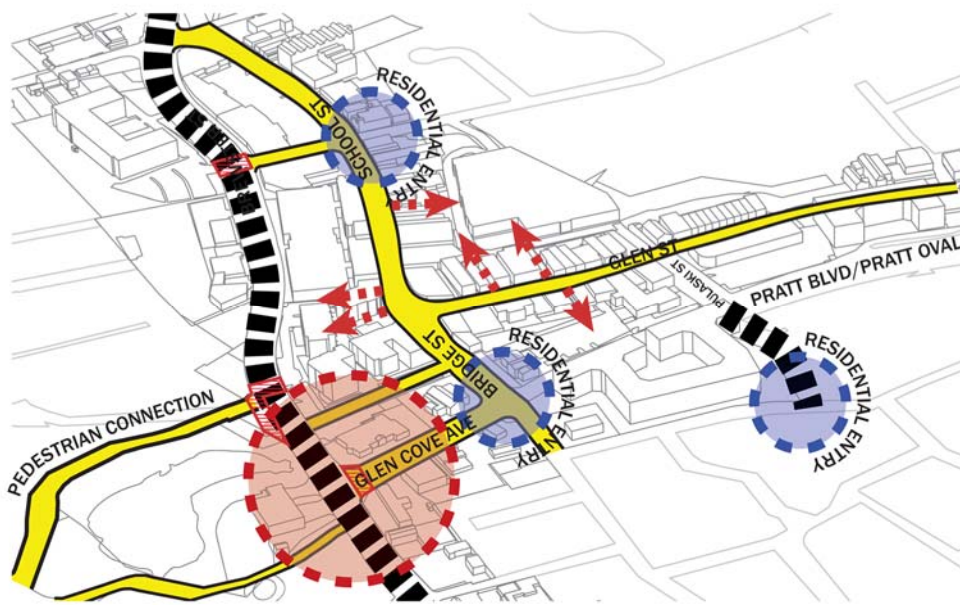 RESIDENTIAL ENTRY
SCHOOL ST
GLEN ST
PULASKI ST
PRATT BLVD/PRATT OVAL
BRIDGE ST
RESIDENTIAL ENTRY
RESIDENTIAL ENTRY
PEDESTRIAN CONNECTION
GLEN COVE AVE